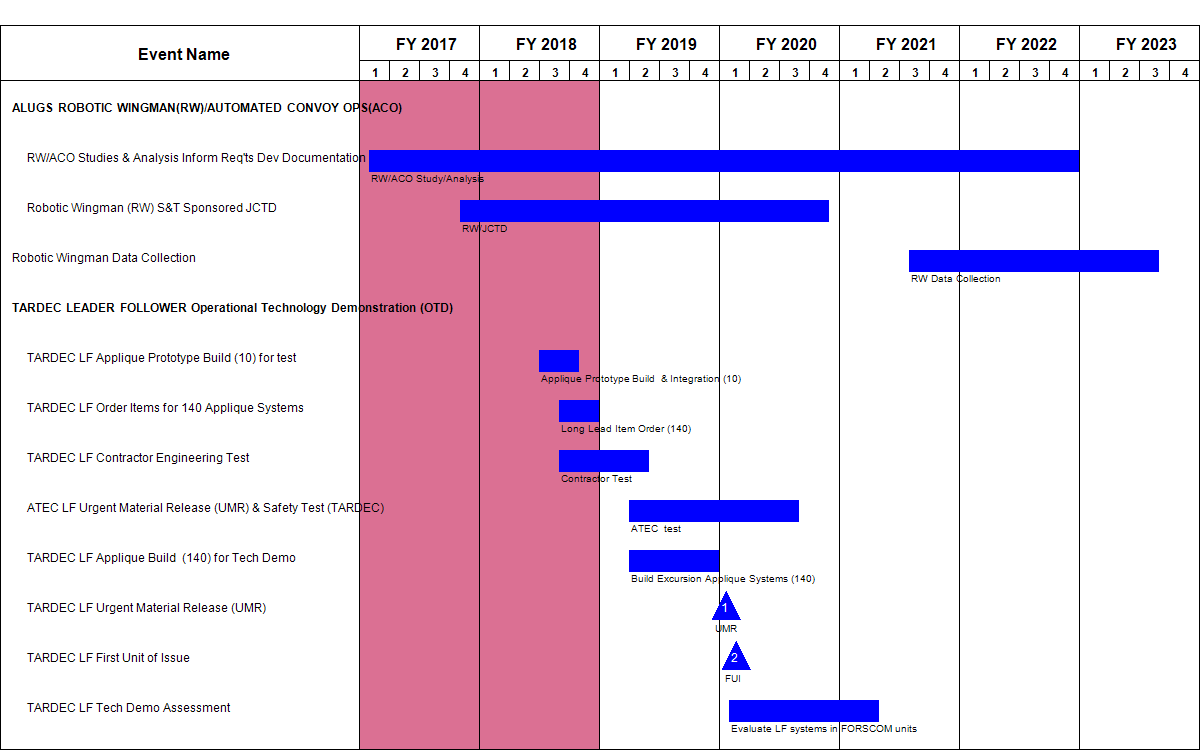 Event Name
FY 2017 FY 2018 FY 2019 FY 2020 FY 2021 FY 2022 FY 2023
1 2 3 4 1 2 3 4 1 2 3 4 1 2 3 4 1 2 3 4 1 2 3 4 1 2 3 4
ALUGS ROBOTIC WINGMAN(RW)/AUTOMATED CONVOY OPS(ACO)
RW/ACO Studies & Analysis Inform Req'ts Dev Documentation
RW/ACO Study/Analysis
Robotic Wingman (RW) S&T Sponsored JCTD
RW/JCTD
Robotic Wingman Data Collection
RW Data Collection
TARDEC LEADER FOLLOWER Operational Technology Demonstration (OTD)
TARDEC LF Applique Prototype Build (10) for test
Applique Prototype Build & Integration (10)
TARDEC LF Order Items for 140 Applique Systems
Long Lead Item Order (140)
TARDEC LF Contractor Engineering Test
Contractor Test
ATEC LF Urgent Material Release (UMR) & Safety Test (TARDEC)
ATEC test
TARDEC LF Applique Build (140) for Tech Demo
Build Excursion Applique Systems (140)
TARDEC LF Urgent Material Release (UMR)
1
UMR
TARDEC LF First Unit of Issue
2
FUI
TARDEC LF Tech Demo Assessment
Evaluate LF systems in FORSCOM units